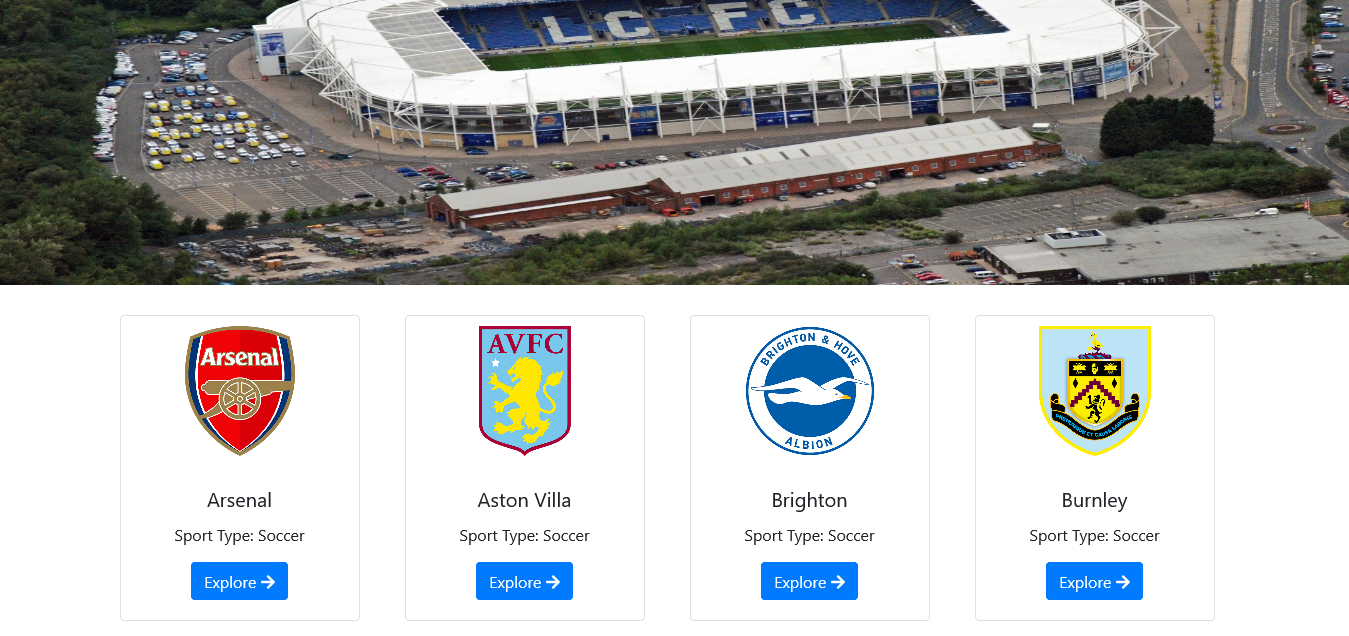 LCFC
Arsenal
AVFC
BRIGHTON & HOVE
ALBION
Arsenal
Aston Villa
Brighton
Burnley
Sport Type: Soccer
Sport Type: Soccer
Sport Type: Soccer
Sport Type: Soccer
Explore
Explore
Explore
Explore